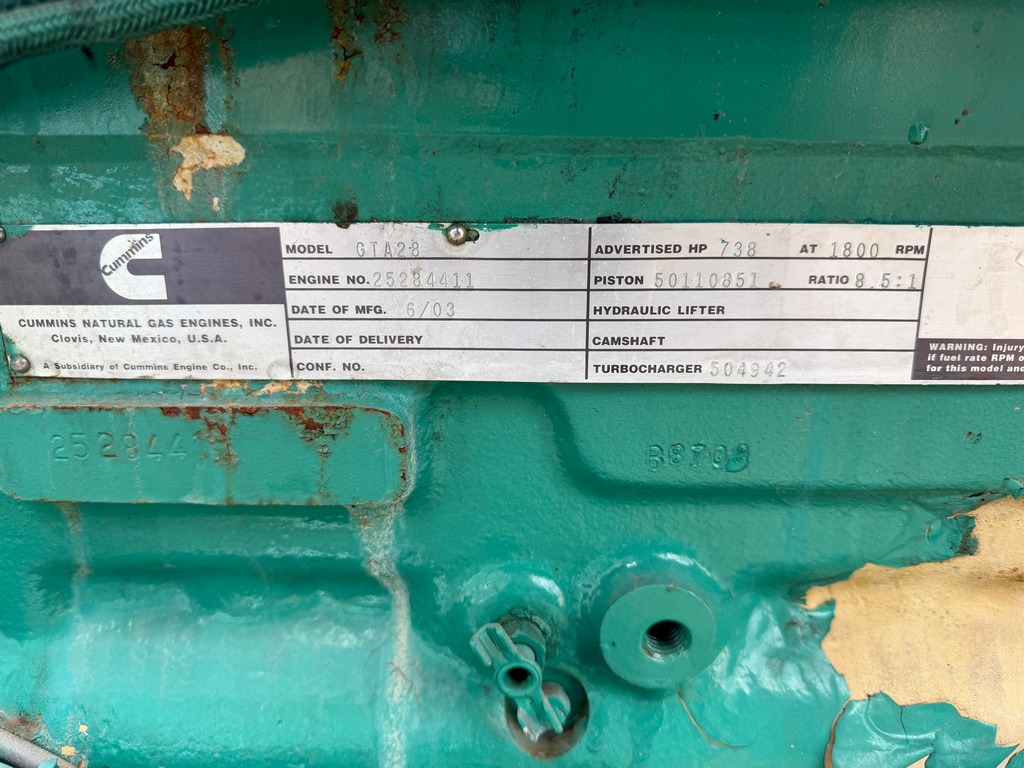 Cummins
CUMMINS NATURAL GAS ENGINES, INC.
Clovis, New Mexico, U.S.A.
A Subsidiary of Cummins Engine Co., Inc.
MODEL GTA28
ENGINE NO. 25284411
DATE OF MFG. 6/03
DATE OF DELIVERY
CONF. NO.
ADVERTISED HP 738 AT 1800 RPM
PISTON 50110851 RATIO 8.5:1
HYDRAULIC LIFTER
CAMSHAFT
TURBOCHARGER 504942
WARNING: Injury
if fuel rate RPM o
for this model and